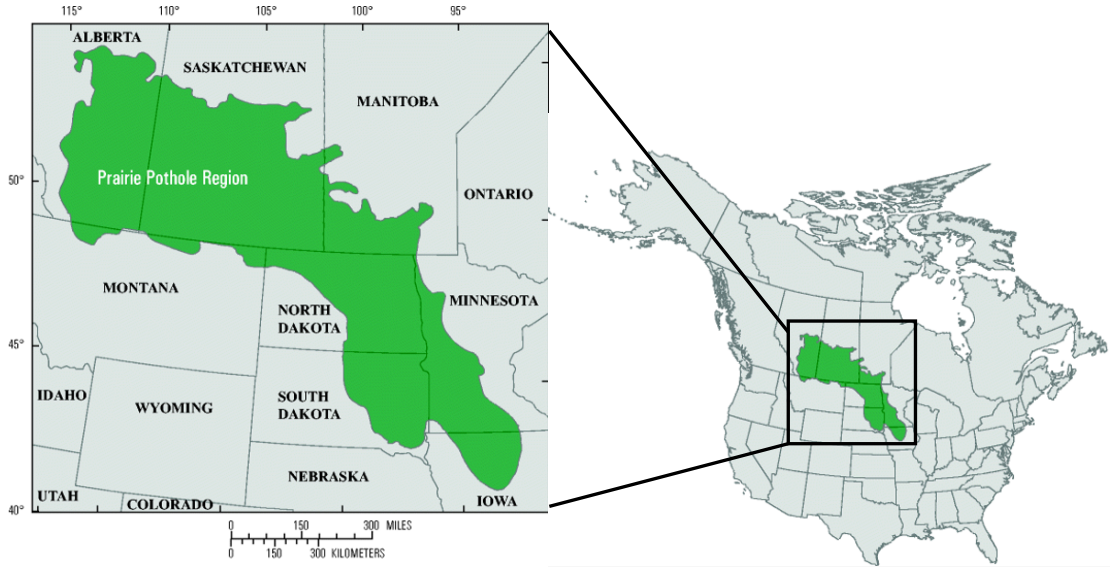 115° 110° 105° 100° 95°
ALBERTA
SASKATCHEWAN
MANITOBA
50°
Prairie Pothole Region
ONTARIO
MONTANA
NORTH
DAKOTA
MINNESOTA
45°
IDAHO
WYOMING
SOUTH
DAKOTA
NEBRASKA
UTAH
COLORADO
IOWA
40°
0 150 300 MILES
0 150 300 KILOMETERS